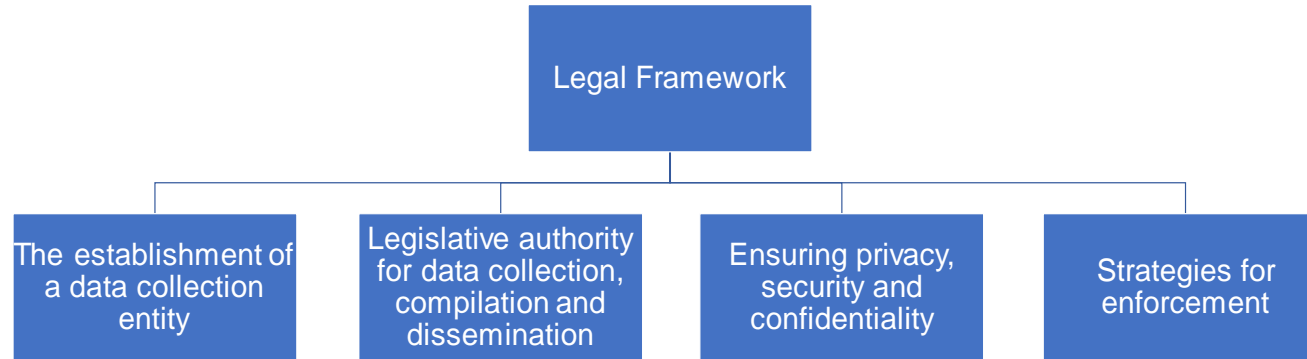 Legal Framework
The establishment of
a data collection
entity
Legislative authority
for data collection,
compilation and
dissemination
Ensuring privacy,
security and
confidentiality
Strategies for
enforcement